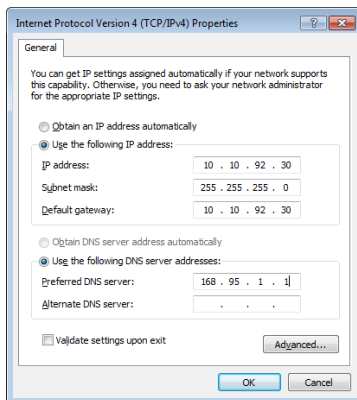 Internet Protocol Version 4 (TCP/IPv4) Properties
General
You can get IP settings assigned automatically if your network supports
this capability. Otherwise, you need to ask your network administrator
for the appropriate IP settings.
Obtain an IP address automatically
Use the following IP address:
IP address: 10 . 10 . 92 . 30
Subnet mask: 255 . 255 . 255 . 0
Default gateway: 10 . 10 . 92 . 30
Obtain DNS server address automatically
Use the following DNS server addresses:
Preferred DNS server: 168 . 95 . 1 . 1
Alternate DNS server: . . .
Validate settings upon exit
Advanced...
OK Cancel